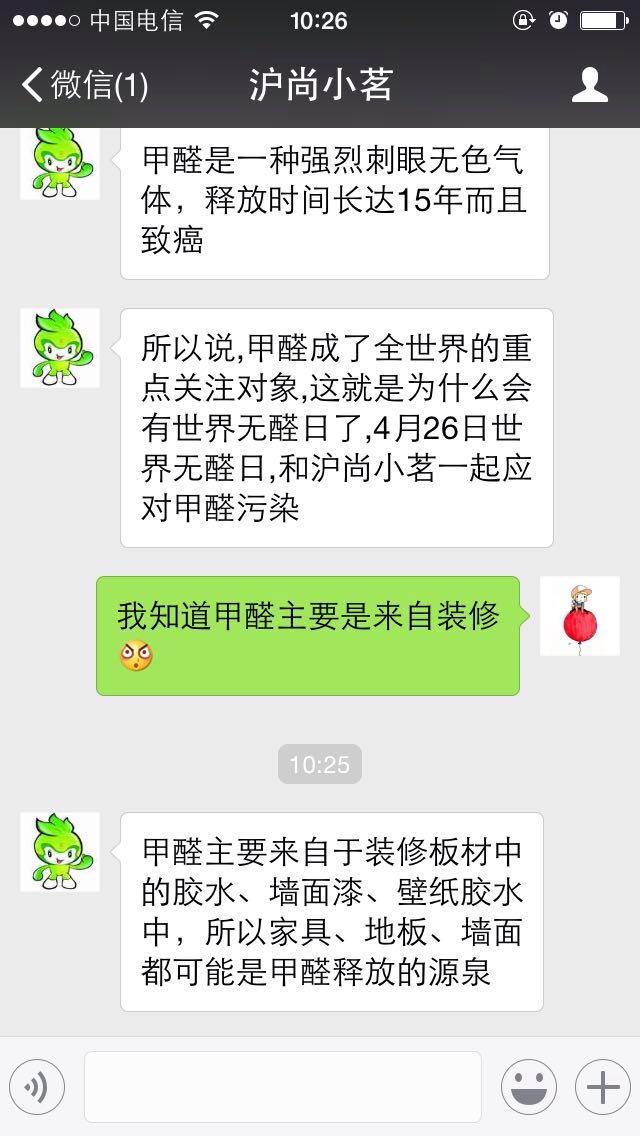 中国电信
10:26
微信(1)
沪尚小茗
甲醛是一种强烈刺眼无色气
体，释放时间长达15年而且
致癌
所以说,甲醛成了全世界的重
点关注对象,这就是为什么会
有世界无醛日了,4月26日世
界无醛日,和沪尚小茗一起应
对甲醛污染
我知道甲醛主要是来自装修
10:25
甲醛主要来自于装修板材中
的胶水、墙面漆、壁纸胶水
中，所以家具、地板、墙面
都可能是甲醛释放的源泉